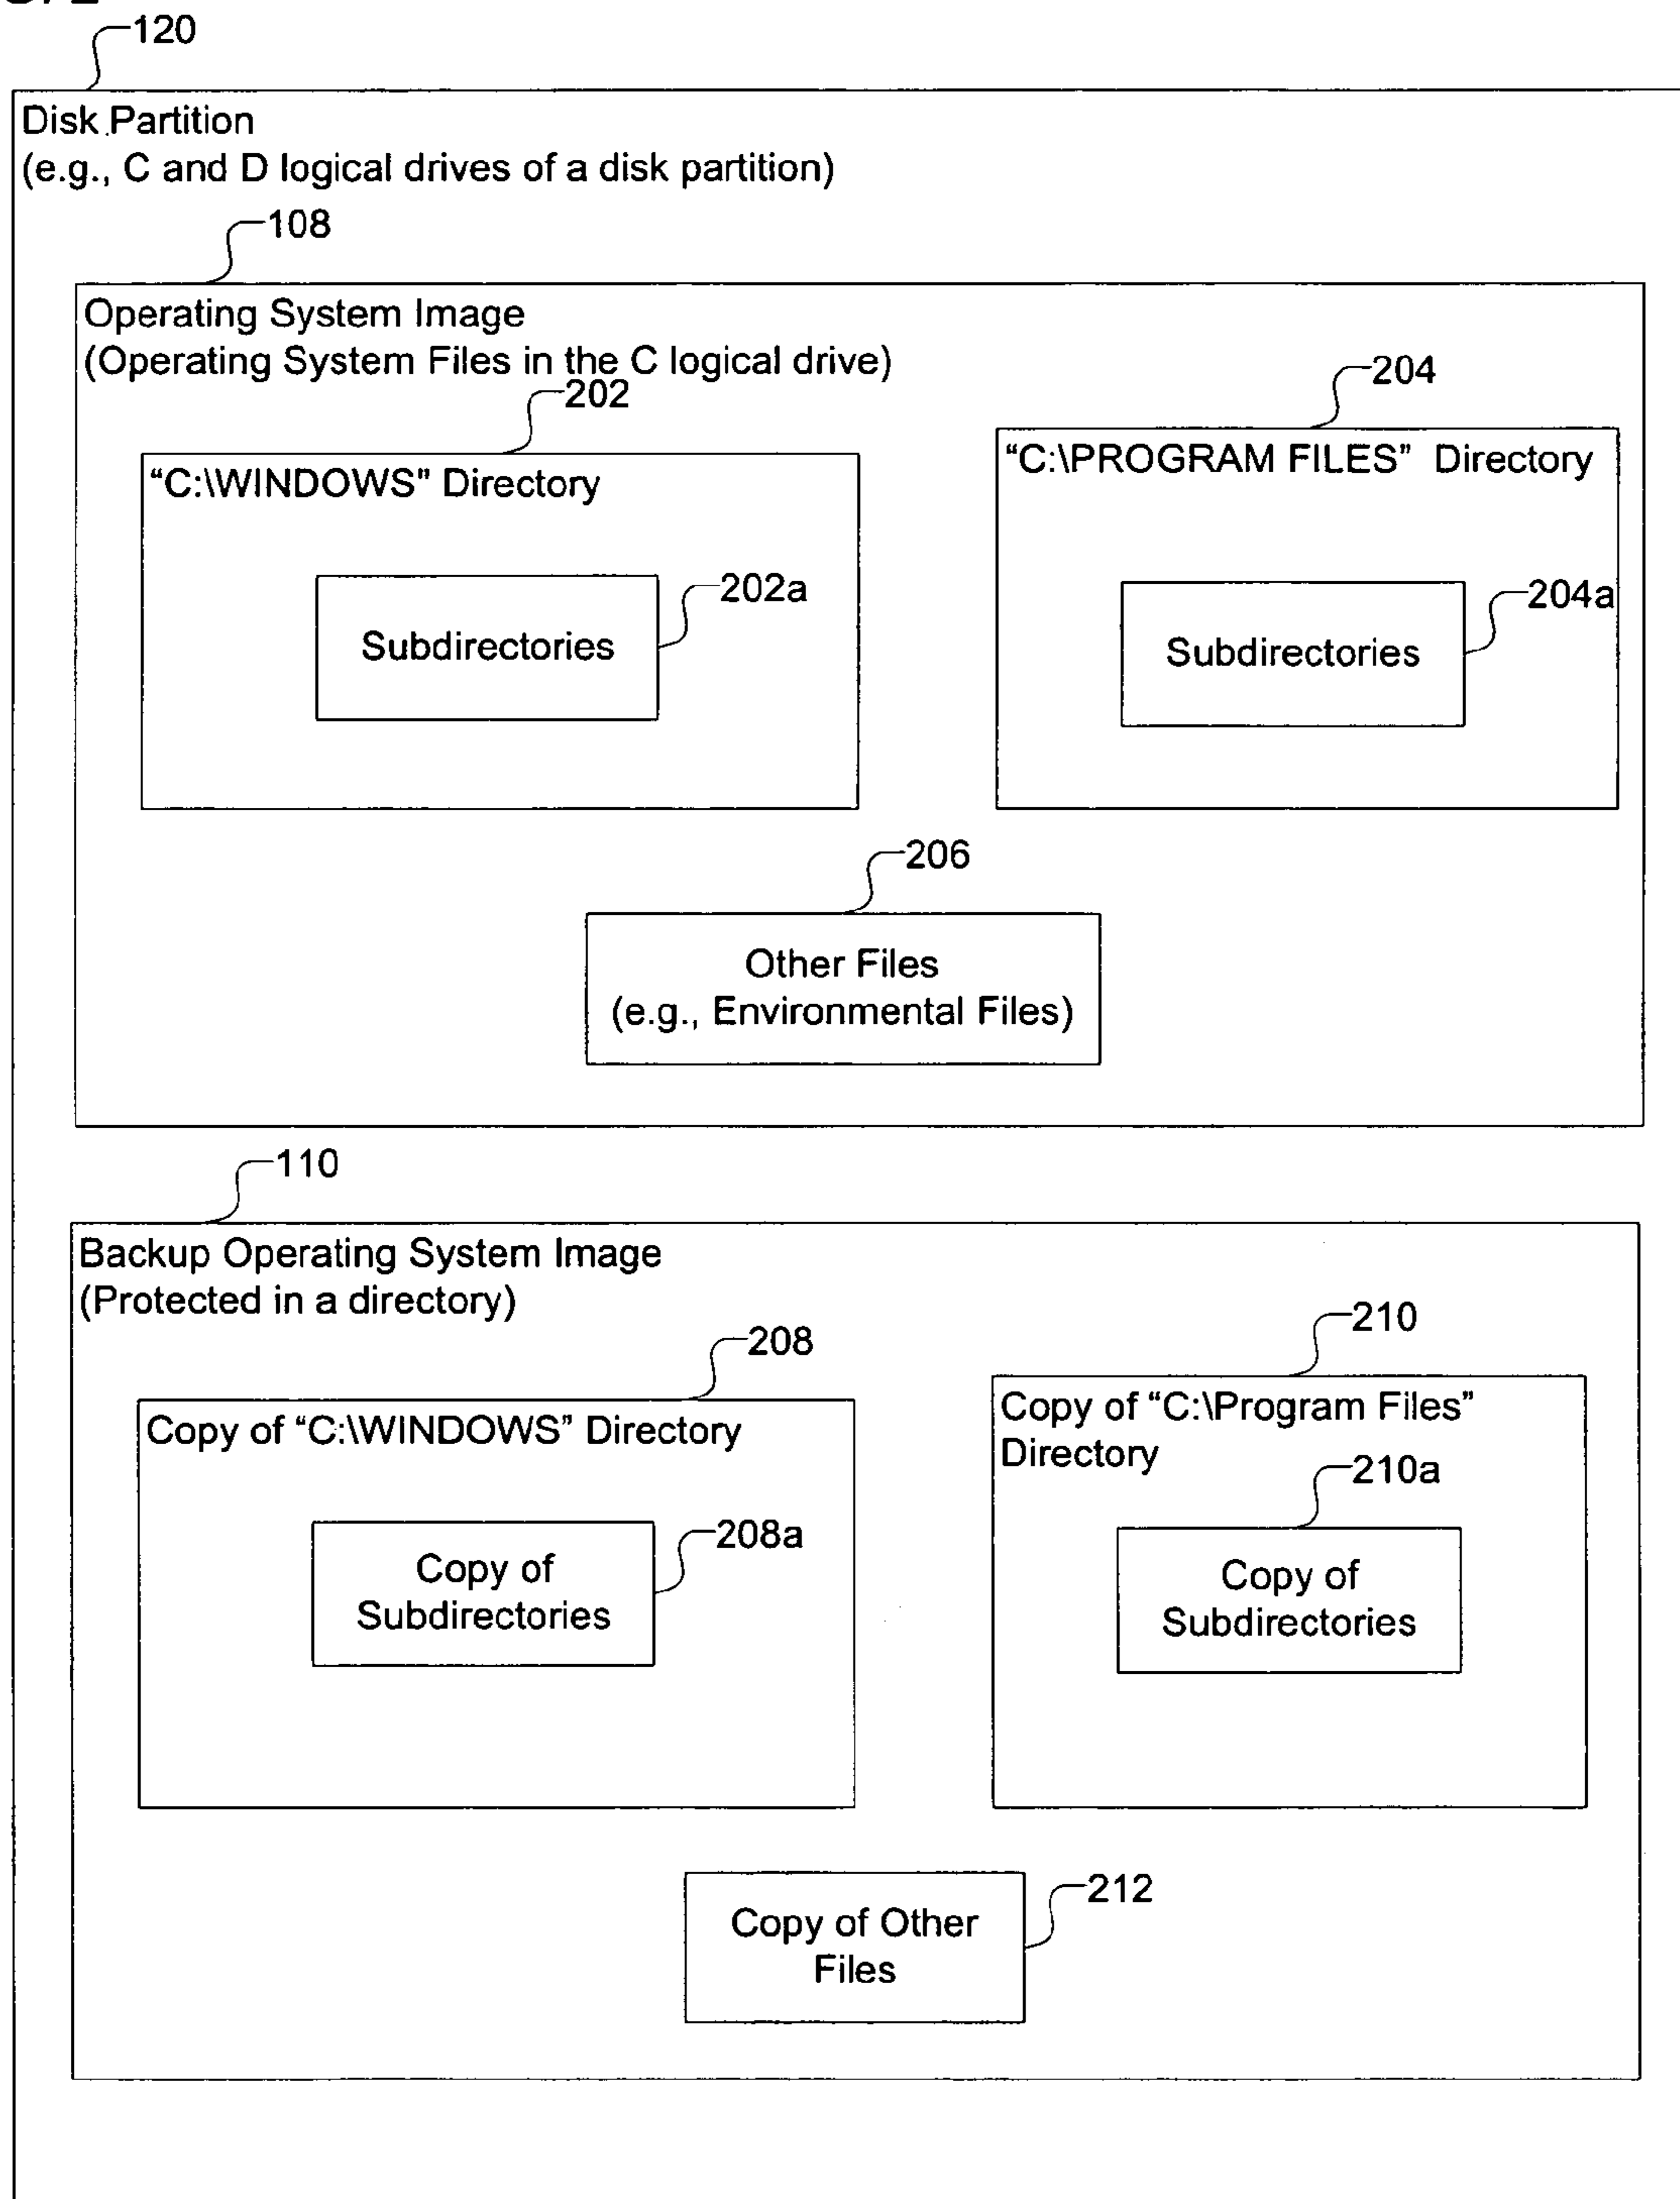 120
Disk Partition
(e.g., C and D logical drives of a disk partition)
108
Operating System Image
(Operating System Files in the C logical drive)
202
204
“C:\WINDOWS” Directory
“C:\PROGRAM FILES” Directory
Subdirectories
202a
Subdirectories
204a
206
Other Files
(e.g., Environmental Files)
110
Backup Operating System Image
(Protected in a directory)
208
210
Copy of “C:\WINDOWS” Directory
Copy of “C:\Program Files”
Directory
Copy of
Subdirectories
208a
210a
Copy of
Subdirectories
Copy of Other
Files
212